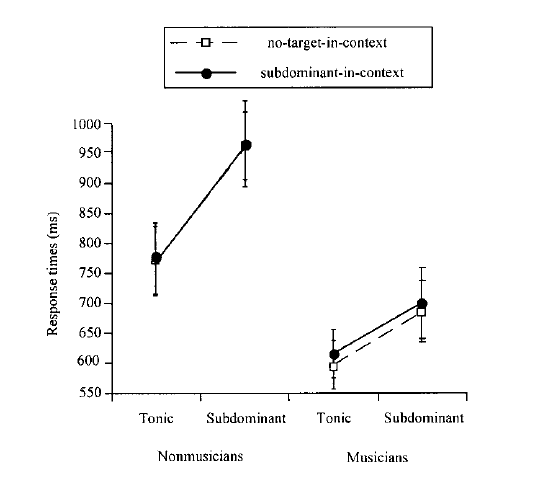 no-target-in-context
subdominant-in-context
1000
950
900
850
800
750
700
650
600
550
Response times (ms)
Tonic Subdominant Tonic Subdominant
Nonmusicians Musicians